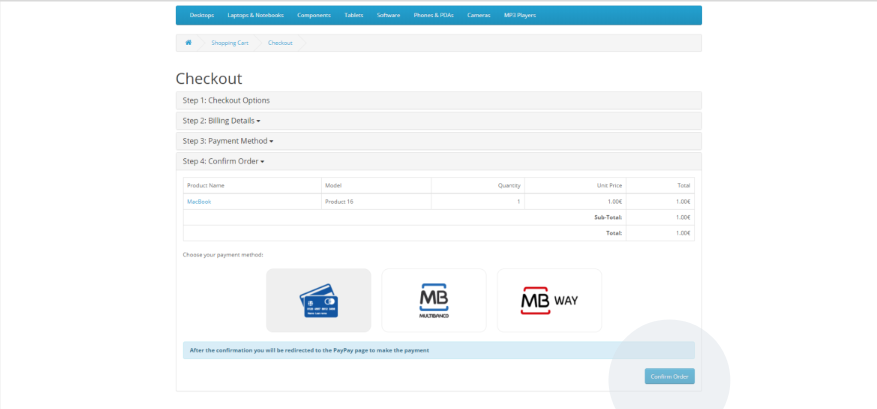 Desktops Laptops & Notebooks Components Tablets Software Phones & PDAs Cameras MP3 Players
Shopping Cart Checkout
Checkout
Step 1: Checkout Options
Step 2: Billing Details
Step 3: Payment Method
Step 4: Confirm Order
Product Name Model Quantity Unit Price Total
MacBook Product 16 1 1.00€ 1.00€
Sub-Total: 1.00€
Total: 1.00€
Choose your payment method:
MB
MULTIBANCO
MB WAY
After the confirmation you will be redirected to the PayPay page to make the payment
Confirm Order